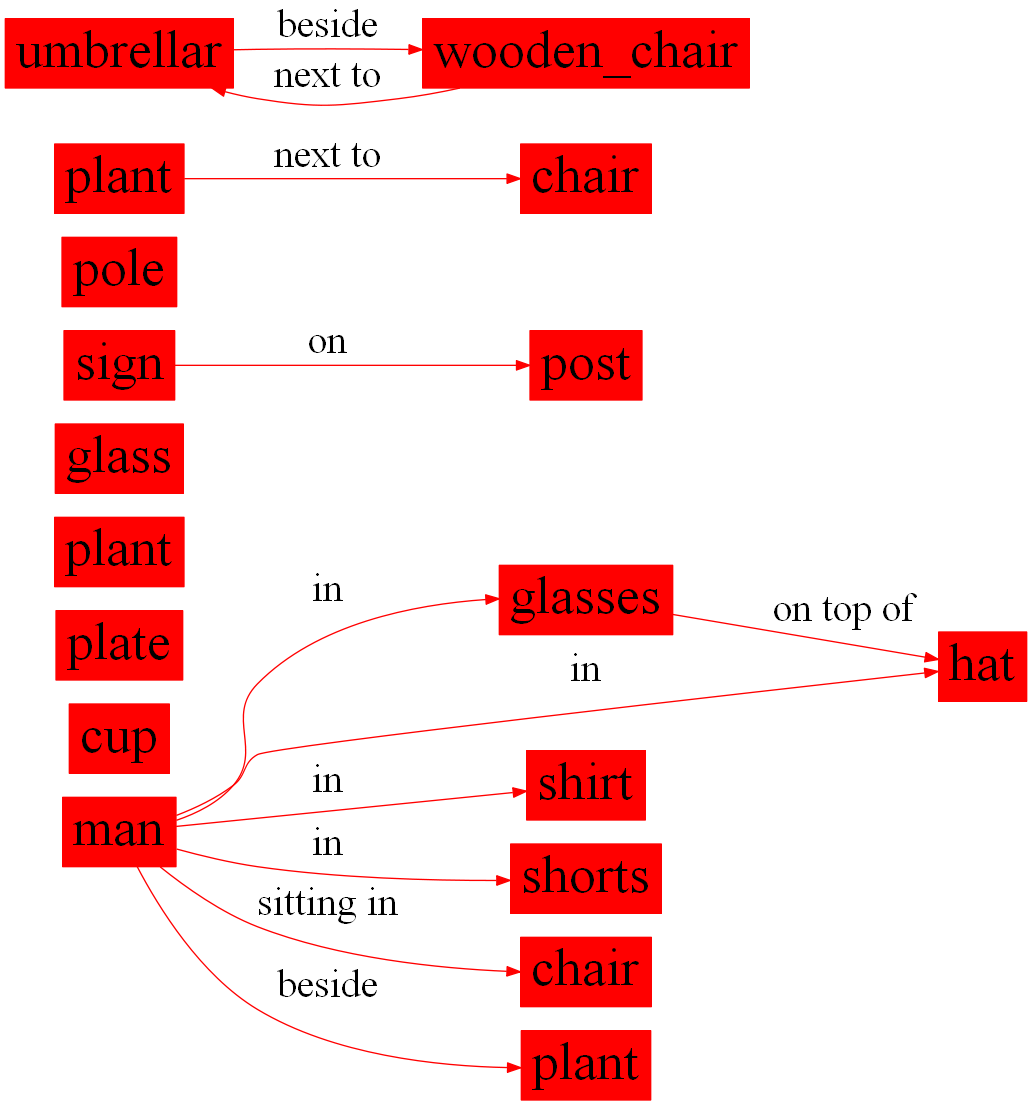 umbrellar beside wooden_chair
next to
plant next to chair
pole
sign on post
glass
plant
plate
cup
man in glasses on top of hat
in
in shirt
in shorts
sitting in chair
beside plant